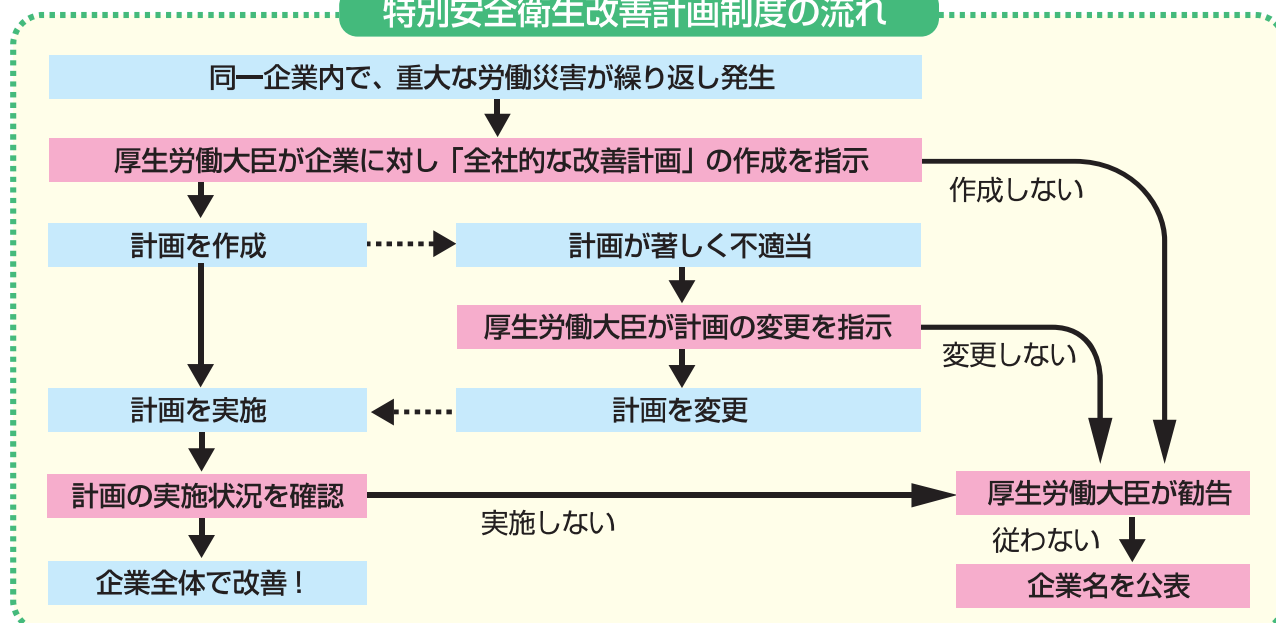 特別安全衛生改善計画制度の流れ
同一企業内で、重大な労働災害が繰り返し発生
厚生労働大臣が企業に対し「全社的な改善計画」の作成を指示
作成しない
計画を作成
計画が著しく不適当
厚生労働大臣が計画の変更を指示
変更しない
計画を実施
計画を変更
計画の実施状況を確認
実施しない
厚生労働大臣が勧告
従わない
企業全体で改善！
企業名を公表